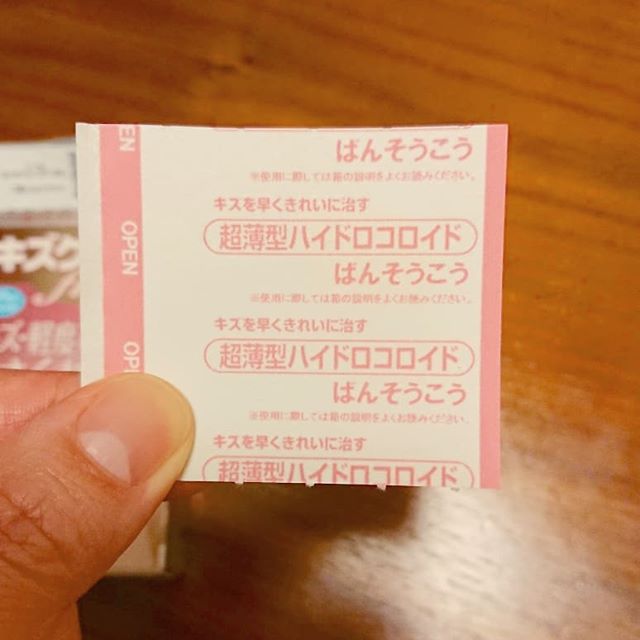 EN
OPEN
OP
ばんそうこう
※使用に際しては箱の説明をよくお読みください。
キズを早くきれいに治す
超薄型ハイドロコロイド
ばんそうこう
※使用に際しては箱の説明をよくお読みください。
キズを早くきれいに治す
超薄型ハイドロコロイド
ばんそうこう
※使用に際しては箱の説明をよくお読みください。
キズを早くきれいに治す
超薄型ハイドロコロイド
キズ
ズ・軽度